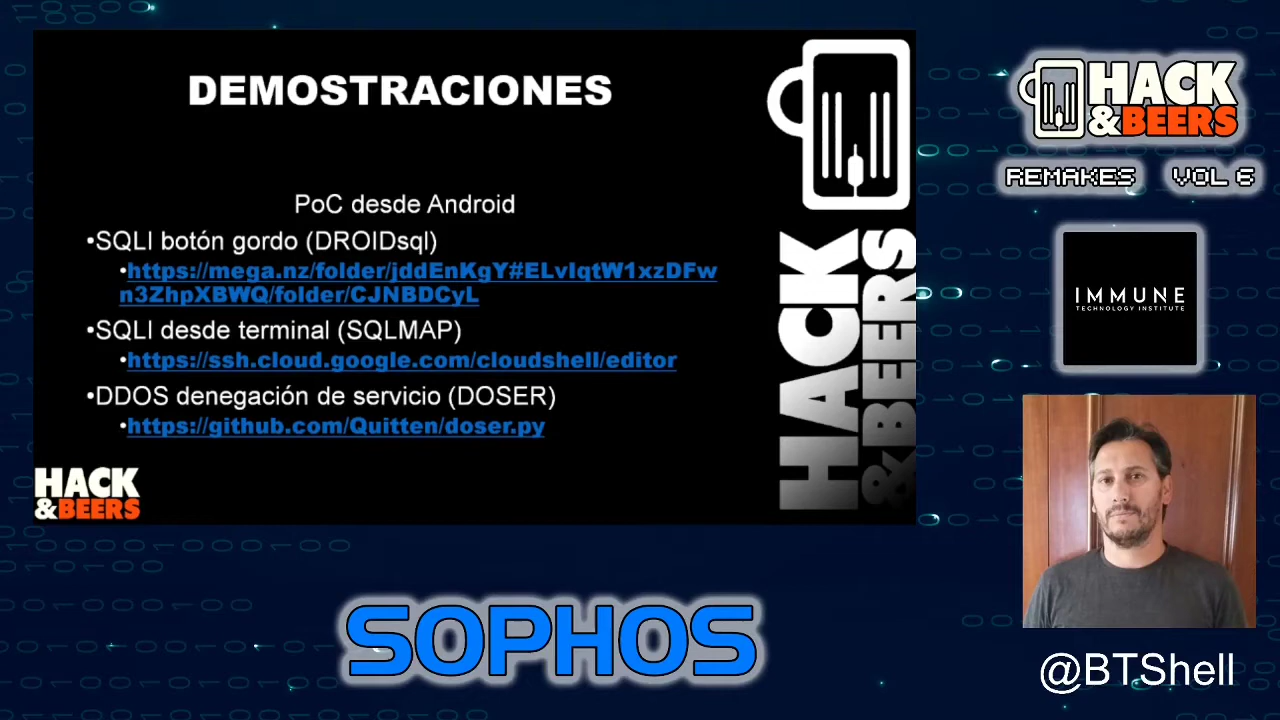 DEMOSTRACIONES
PoC desde Android
•SQLI botón gordo (DROIDsql)
•https://mega.nz/folder/jddEnKgY#ELvIqtW1xzDFw
n3ZhpXBWQ/folder/CJNBDCyL
•SQLI desde terminal (SQLMAP)
•https://ssh.cloud.google.com/cloudshell/editor
•DDOS denegación de servicio (DOSER)
•https://github.com/Quitten/doser.py
HACK
&BEERS
HACK
&BEERS
HACK
&BEERS
REMAKES VOL 6
IMMUNE
TECHNOLOGY INSTITUTE
@BTShell
SOPHOS